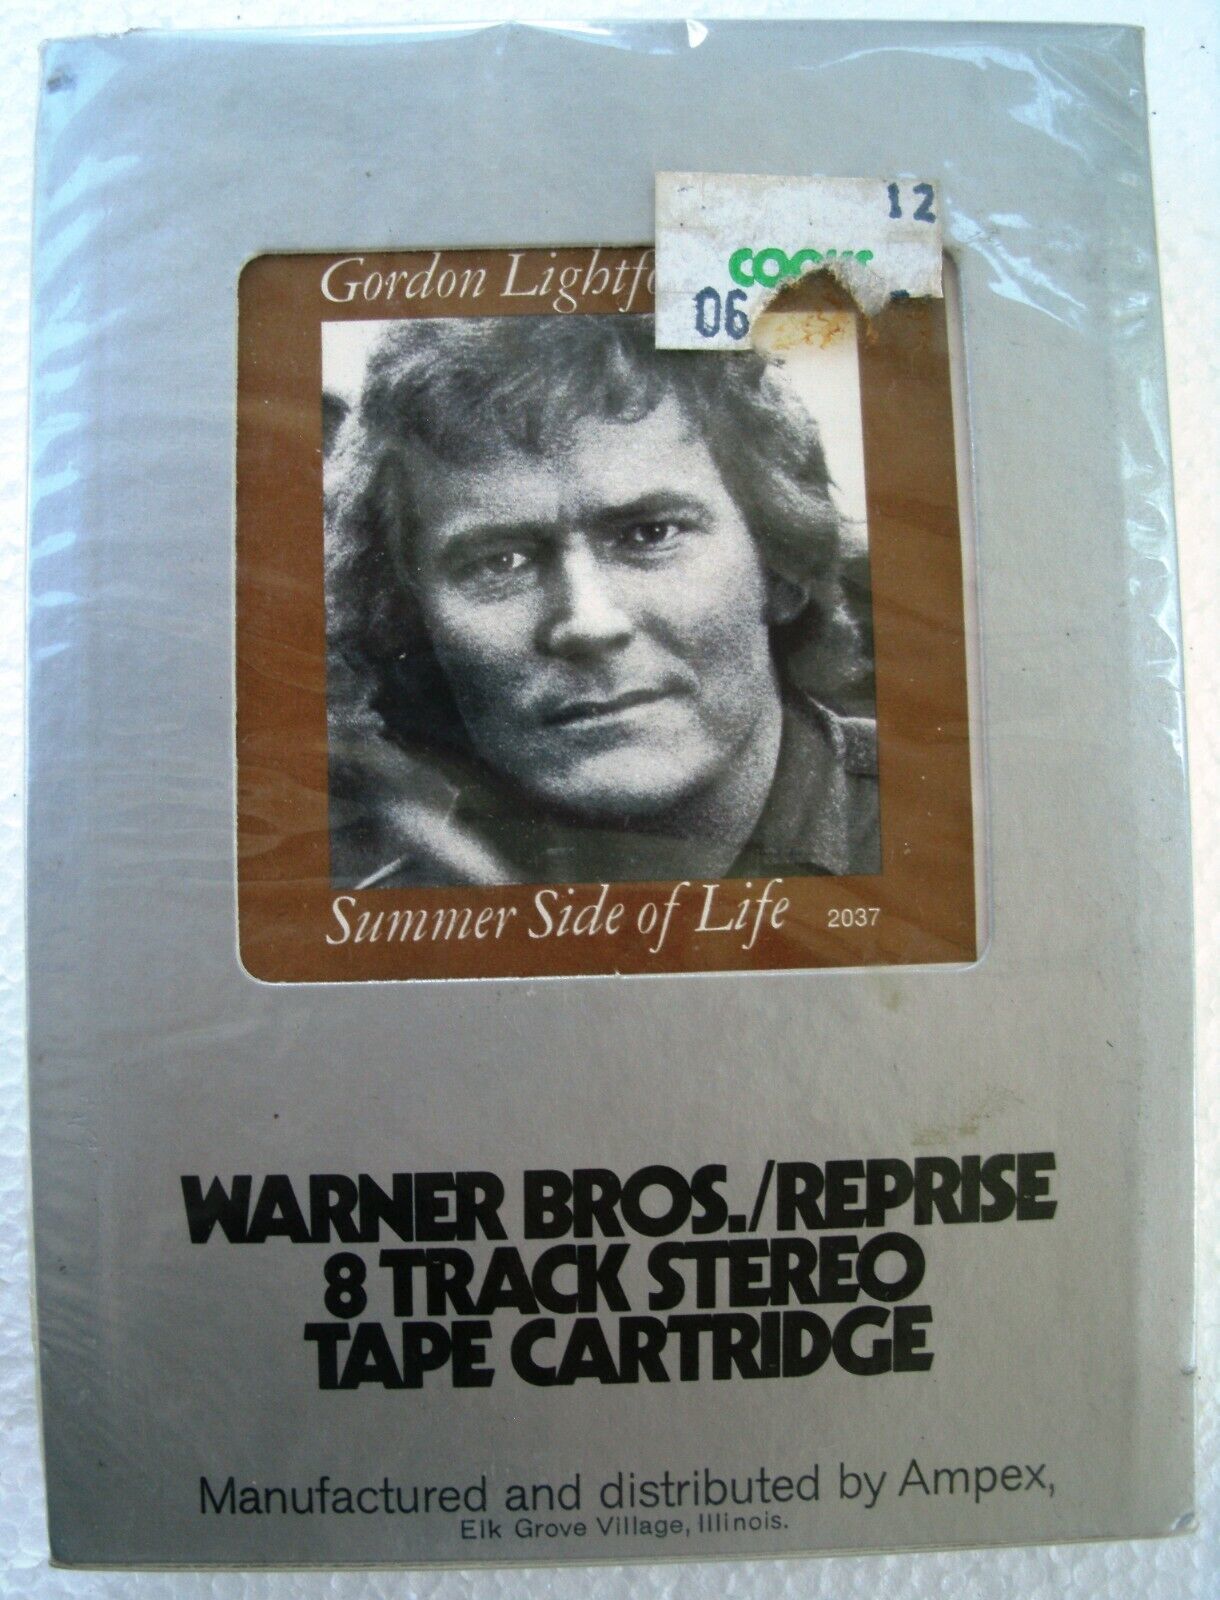 12
06
Gordon
Summer Side of Life 2037
WARNER BROS./REPRISE
8 TRACK STEREO
TAPE CARTRIDGE
Manufactured and distributed by Ampex,
Elk Grove Village, Illinois.